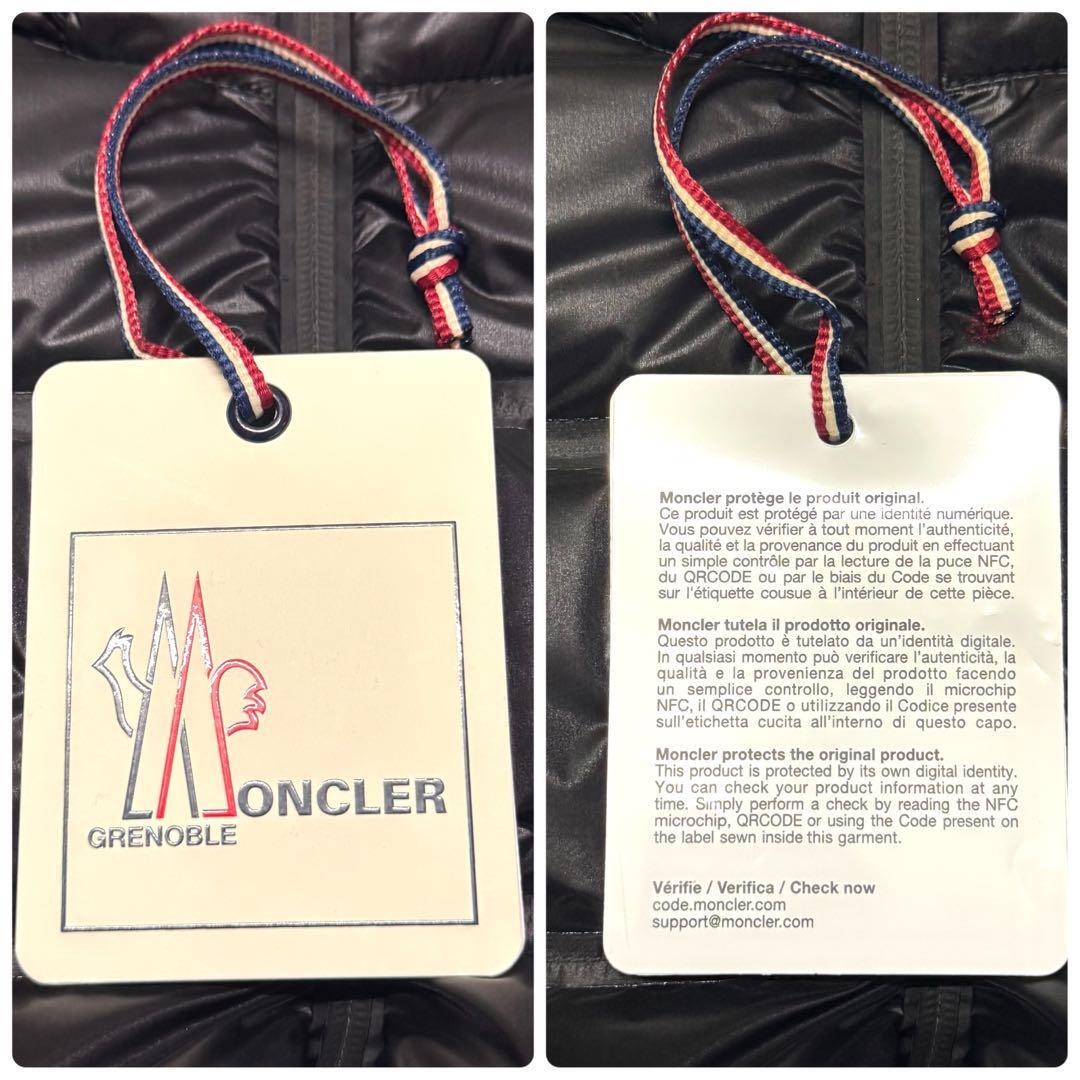 MONCLER
GRENOBLE
Moncler protège le produit original.
Ce produit est protégé par une identité numérique.
Vous pouvez vérifier à tout moment l'authenticité,
la qualité et la provenance du produit en effectuant
un simple contrôle par la lecture de la puce NFC,
du QRCODE ou par le biais du Code se trouvant
sur l'étiquette cousue à l'intérieur de cette pièce.
Moncler tutela il prodotto originale.
Questo prodotto è tutelato da un'identità digitale.
In qualsiasi momento può verificare l'autenticità, la
qualità e la provenienza del prodotto facendo
un semplice controllo, leggendo il microchip
NFC, il QRCODE o utilizzando il Codice presente
sull'etichetta cucita all'interno di questo capo.
Moncler protects the original product.
This product is protected by its own digital identity.
You can check your product information at any
time. Simply perform a check by reading the NFC
microchip, QRCODE or using the Code present on
the label sewn inside this garment.
Vérifie / Verifica / Check now
code.moncler.com
support@moncler.com